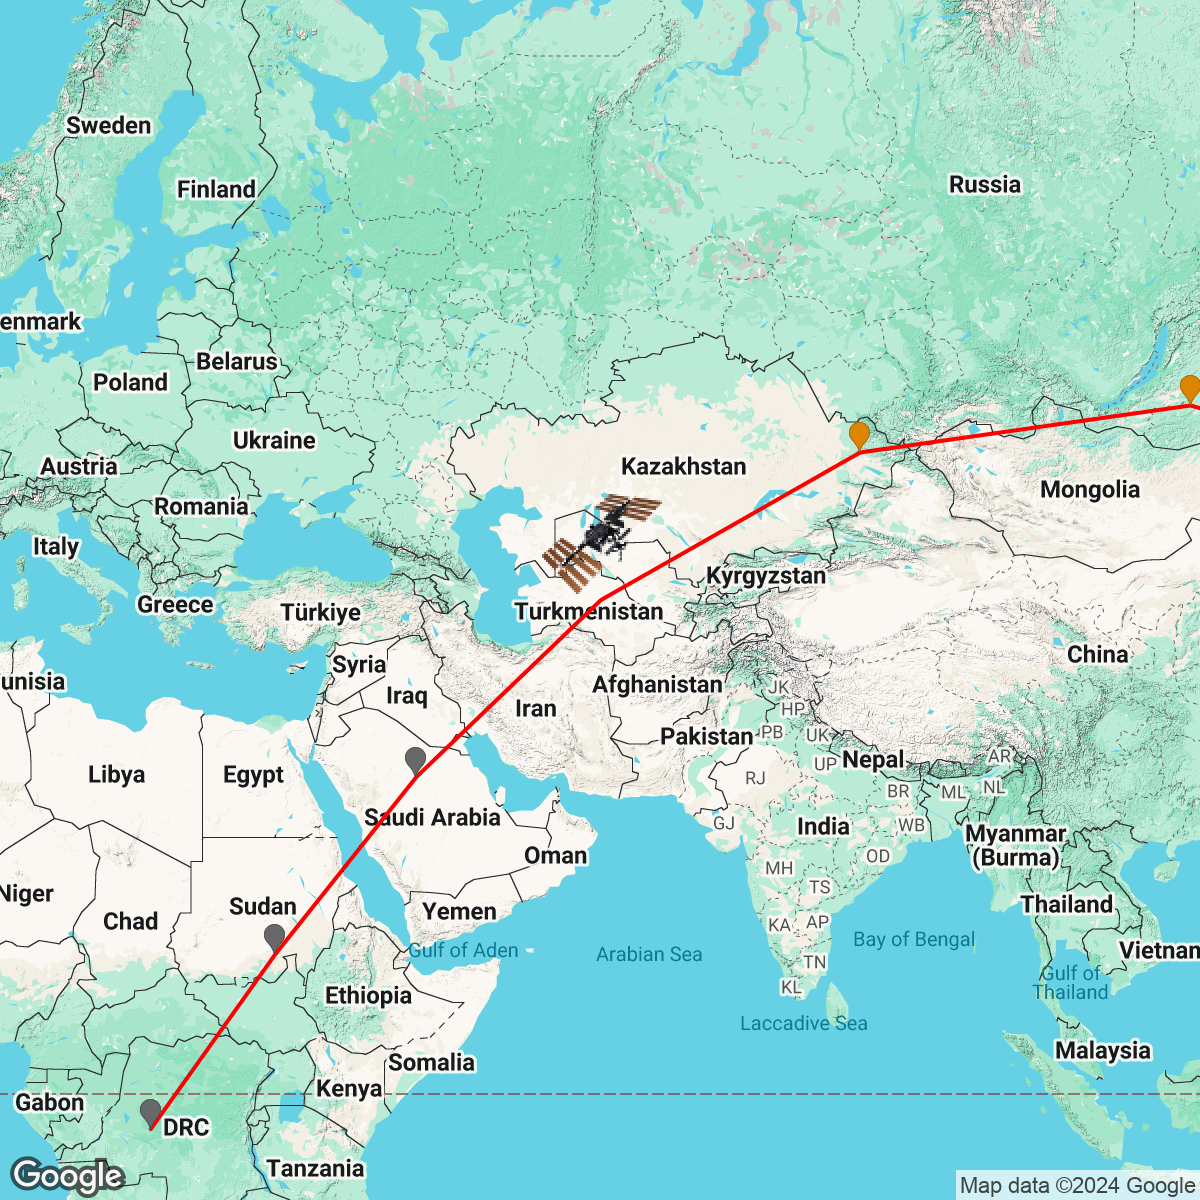 Sweden
Finland
Russia
enmark
Belarus
Poland
Ukraine
Austria
Kazakhstan
Mongolia
Romania
Italy
Kyrgyzstan
Greece
Türkiye
Turkmenistan
China
Syria
unisia
Iraq
Afghanistan
JK
HP
Iran
PB
UK
Pakistan
AR
Nepal
UP
Libya
Egypt
RJ
NL
BR
ML
Saudi Arabia
GJ
India
WB
Myanmar
(Burma)
Oman
OD
MH
TS
Niger
Thailand
Sudan
Yemen
Chad
KA
AP
Bay of Bengal
Gulf of Aden
Arabian Sea
Vietnam
TN
Gulf of
Thailand
KL
Ethiopia
Laccadive Sea
Malaysia
Somalia
Kenya
Gabon
DRC
Tanzania
Google
Map data ©2024 Google